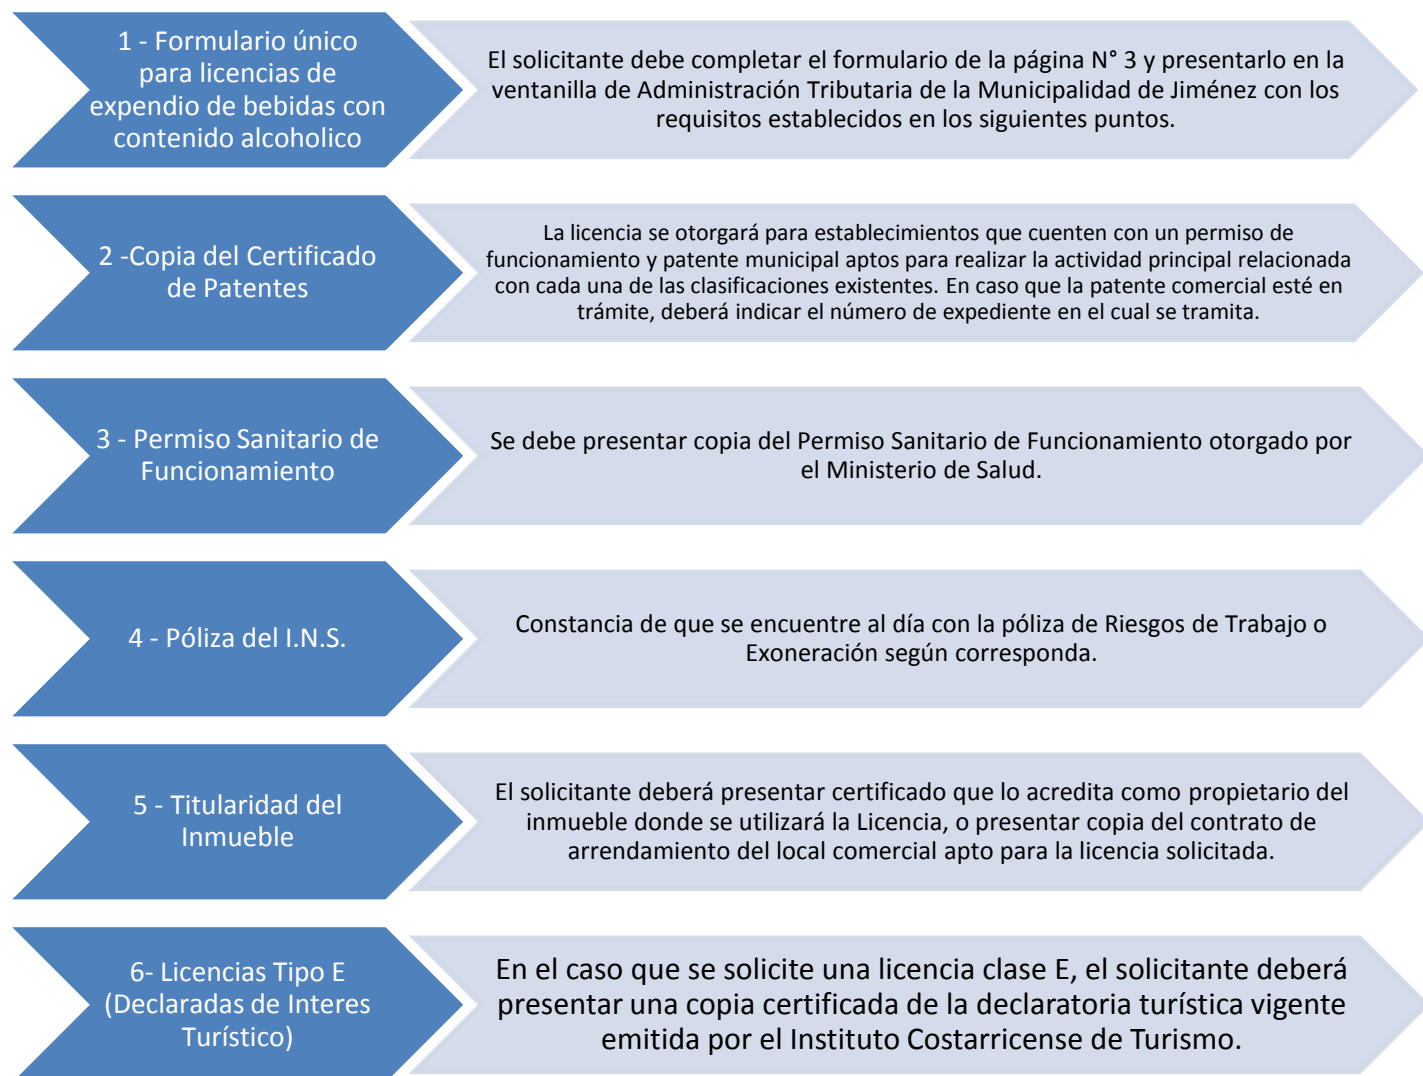 1 - Formulario único
para licencias de
expendio de bebidas con
contenido alcoholico
El solicitante debe completar el formulario de la página N° 3 y presentarlo en la
ventanilla de Administración Tributaria de la Municipalidad de Jiménez con los
requisitos establecidos en los siguientes puntos.
2 -Copia del Certificado
de Patentes
La licencia se otorgará para establecimientos que cuenten con un permiso de
funcionamiento y patente municipal aptos para realizar la actividad principal relacionada
con cada una de las clasificaciones existentes. En caso que la patente comercial esté en
trámite, deberá indicar el número de expediente en el cual se tramita.
3 - Permiso Sanitario de
Funcionamiento
Se debe presentar copia del Permiso Sanitario de Funcionamiento otorgado por
el Ministerio de Salud.
4 - Póliza del I.N.S.
Constancia de que se encuentre al día con la póliza de Riesgos de Trabajo o
Exoneración según corresponda.
5 - Titularidad del
Inmueble
El solicitante deberá presentar certificado que lo acredita como propietario del
inmueble donde se utilizará la Licencia, o presentar copia del contrato de
arrendamiento del local comercial apto para la licencia solicitada.
6- Licencias Tipo E
(Declaradas de Interes
Turístico)
En el caso que se solicite una licencia clase E, el solicitante deberá
presentar una copia certificada de la declaratoria turística vigente
emitida por el Instituto Costarricense de Turismo.